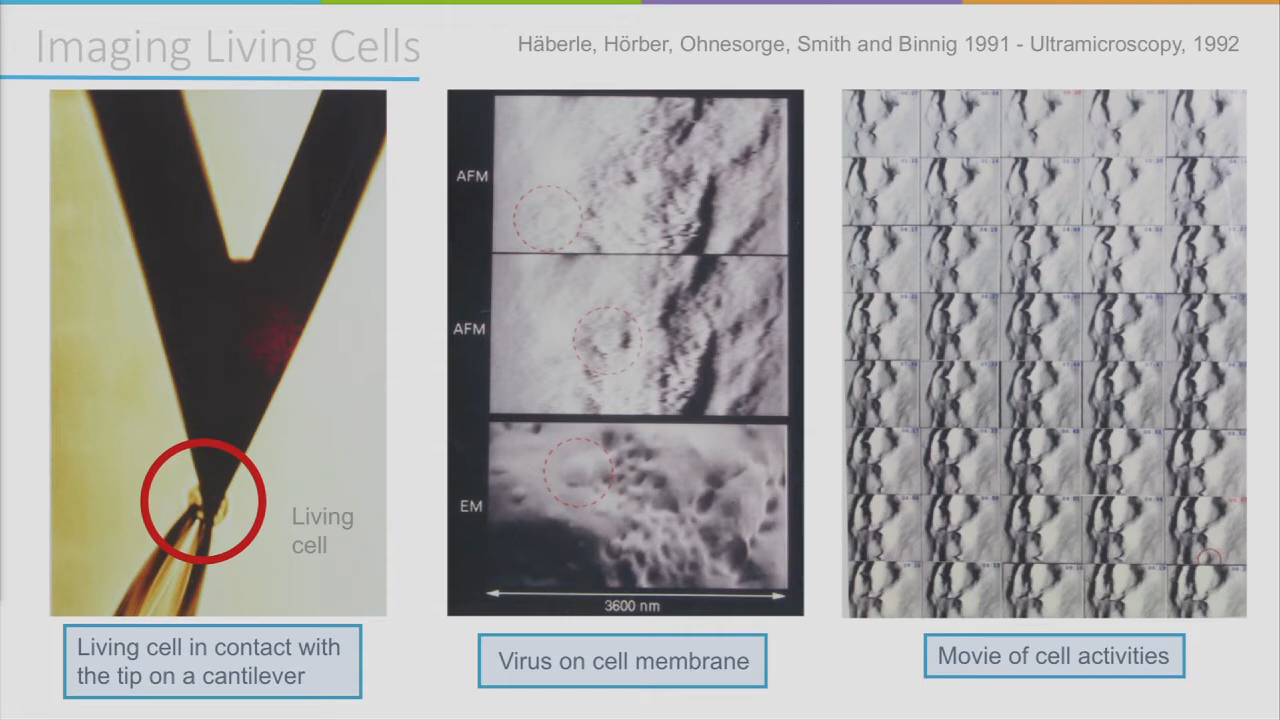 Imaging Living Cells
Häberle, Hörber, Ohnesorge, Smith and Binnig 1991 - Ultramicroscopy, 1992
AFM
AFM
EM
3600 nm
Living
cell
Living cell in contact with
the tip on a cantilever
Virus on cell membrane
Movie of cell activities